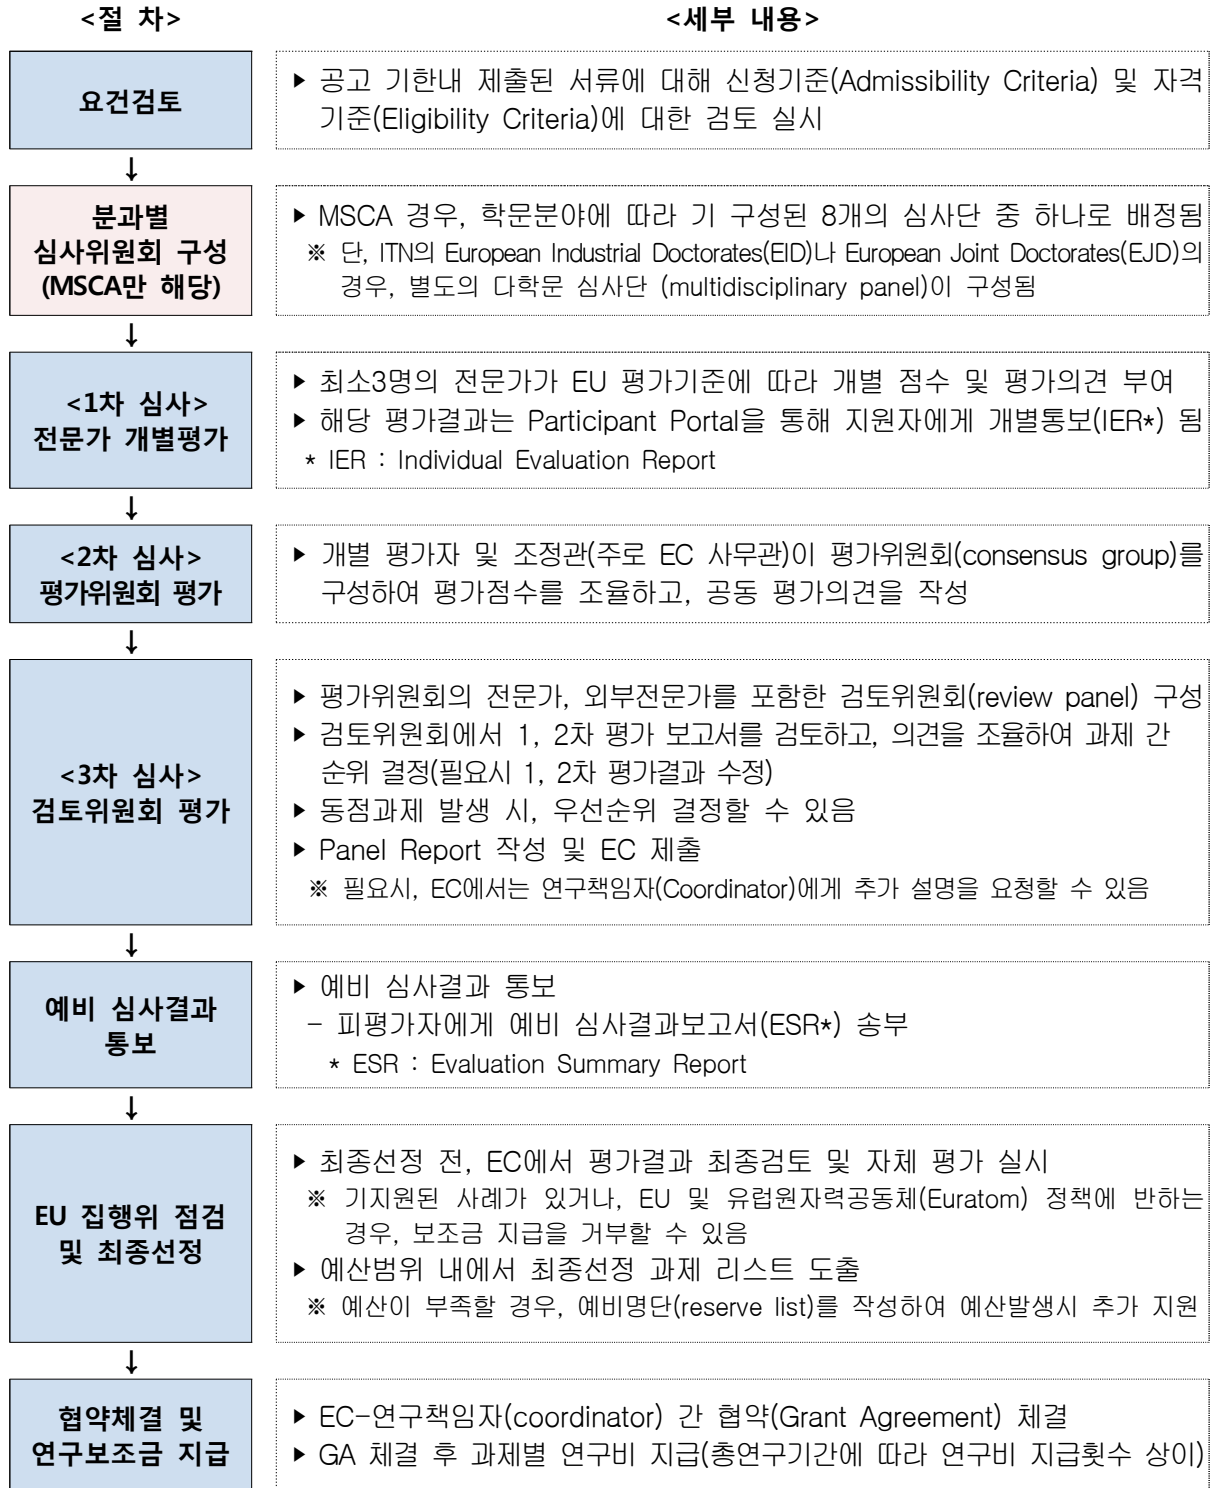 <절 차>
<세부 내용>
요건검토
▶ 공고 기한내 제출된 서류에 대해 신청기준(Admissibility Criteria) 및 자격
기준(Eligibility Criteria)에 대한 검토 실시
↓
분과별
심사위원회 구성
(MSCA만 해당)
▶ MSCA 경우, 학문분야에 따라 기 구성된 8개의 심사단 중 하나로 배정됨
※ 단, ITN의 European Industrial Doctorates(EID)나 European Joint Doctorates(EJD)의
경우, 별도의 다학문 심사단 (multidisciplinary panel)이 구성됨
↓
<1차 심사>
전문가 개별평가
▶ 최소3명의 전문가가 EU 평가기준에 따라 개별 점수 및 평가의견 부여
▶ 해당 평가결과는 Participant Portal을 통해 지원자에게 개별통보(IER*) 됨
* IER : Individual Evaluation Report
↓
<2차 심사>
평가위원회 평가
▶ 개별 평가자 및 조정관(주로 EC 사무관)이 평가위원회(consensus group)를
구성하여 평가점수를 조율하고, 공동 평가의견을 작성
↓
<3차 심사>
검토위원회 평가
▶ 평가위원회의 전문가, 외부전문가를 포함한 검토위원회(review panel) 구성
▶ 검토위원회에서 1, 2차 평가 보고서를 검토하고, 의견을 조율하여 과제 간
순위 결정(필요시 1, 2차 평가결과 수정)
▶ 동점과제 발생 시, 우선순위 결정할 수 있음
▶ Panel Report 작성 및 EC 제출
※ 필요시, EC에서는 연구책임자(Coordinator)에게 추가 설명을 요청할 수 있음
↓
예비 심사결과
통보
▶ 예비 심사결과 통보
- 피평가자에게 예비 심사결과보고서(ESR*) 송부
* ESR : Evaluation Summary Report
↓
EU 집행위 점검
및 최종선정
▶ 최종선정 전, EC에서 평가결과 최종검토 및 자체 평가 실시
※ 기지원된 사례가 있거나, EU 및 유럽원자력공동체(Euratom) 정책에 반하는
경우, 보조금 지급을 거부할 수 있음
▶ 예산범위 내에서 최종선정 과제 리스트 도출
※ 예산이 부족할 경우, 예비명단(reserve list)를 작성하여 예산발생시 추가 지원
↓
협약체결 및
연구보조금 지급
▶ EC-연구책임자(coordinator) 간 협약(Grant Agreement) 체결
▶ GA 체결 후 과제별 연구비 지급(총연구기간에 따라 연구비 지급횟수 상이)